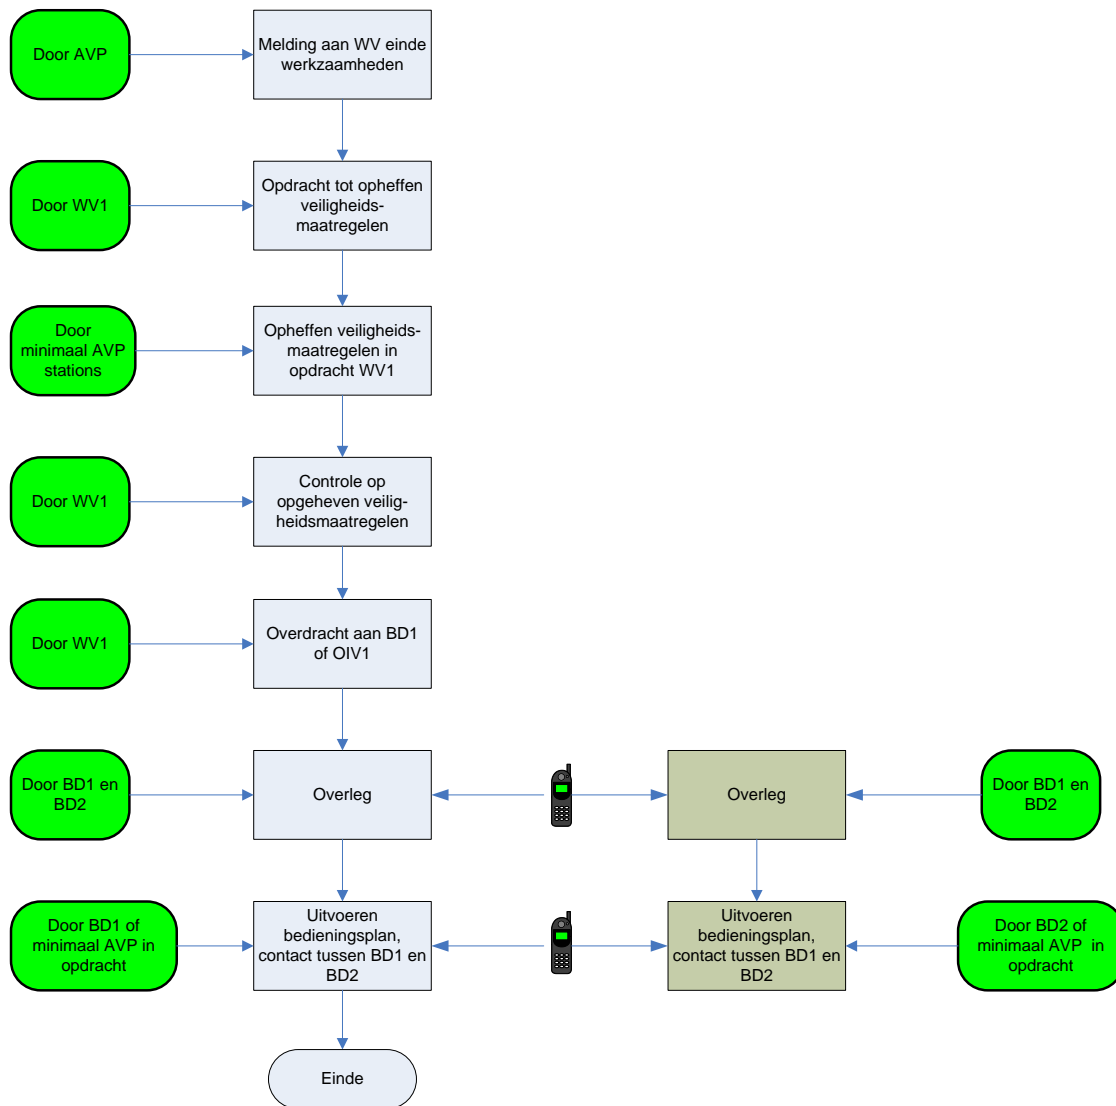 Door AVP
Melding aan WV einde
werkzaamheden
Door WV1
Opdracht tot opheffen
veiligheids-
maatregelen
Door
minimaal AVP
stations
Opheffen veiligheids-
maatregelen in
opdracht WV1
Door WV1
Controle op
opgeheven veilig-
heidsmaatregelen
Door WV1
Overdracht aan BD1
of OIV1
Door BD1 en
BD2
Overleg
Overleg
Door BD1 en
BD2
Door BD1 of
minimaal AVP in
opdracht
Uitvoeren
bedieningsplan,
contact tussen BD1 en
BD2
Uitvoeren
bedieningsplan,
contact tussen BD1 en
BD2
Door BD2 of
minimaal AVP in
opdracht
Einde